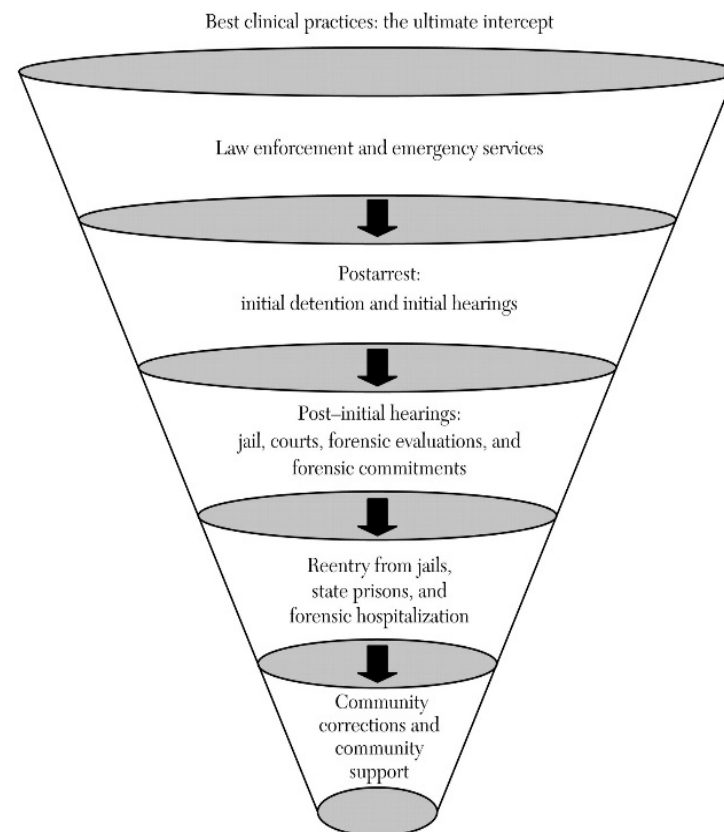 Best clinical practices: the ultimate intercept
Law enforcement and emergency services
Postarrest:
initial detention and initial hearings
Post–initial hearings:
jail, courts, forensic evaluations, and
forensic commitments
Reentry from jails,
state prisons, and
forensic hospitalization
Community
corrections and
community
support